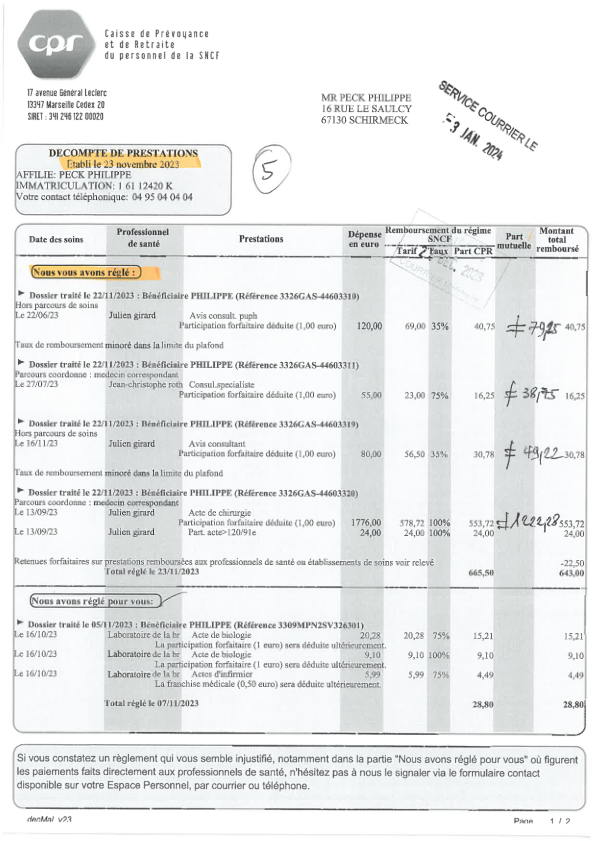 cpr
Caisse de Prévoyance
et de Retraite
du personnel de la SNCF
17 avenue Général Leclerc
13347 Marseille Cedex 20
SIRET : 341 246 122 00020
MR PECK PHILIPPE
16 RUE LE SAULCY
67130 SCHIRMECK
SERVICE COURRIER LE
-3 JAN. 2024
DECOMPTE DE PRESTATIONS
Etabli le 23 novembre 2023
AFFILIE: PECK PHILIPPE
IMMATRICULATION: 1 61 12420 K
Votre contact téléphonique: 04 95 04 04 04
5
Date des soins Professionnel de santé Prestations Dépense en euro Remboursement du régime SNCF Part mutuelle Montant total remboursé
Tarif Taux Part CPR
DEC. 2023
Nous vous avons réglé :
Dossier traité le 22/11/2023 : Bénéficiaire PHILIPPE (Référence 3326GAS-44603310)
Hors parcours de soins
Le 22/06/23 Julien girard Avis consult. puph
Participation forfaitaire déduite (1,00 euro) 120,00 69,00 35% 40,75 ≠ 79,25 40,75
Taux de remboursement minoré dans la limite du plafond
Dossier traité le 22/11/2023 : Bénéficiaire PHILIPPE (Référence 3326GAS-44603311)
Parcours coordonne : medecin correspondant
Le 27/07/23 Jean-christophe roth Consul.specialiste
Participation forfaitaire déduite (1,00 euro) 55,00 23,00 75% 16,25 ≠ 38,75 16,25
Dossier traité le 22/11/2023 : Bénéficiaire PHILIPPE (Référence 3326GAS-44603319)
Hors parcours de soins
Le 16/11/23 Julien girard Avis consultant
Participation forfaitaire déduite (1,00 euro) 80,00 56,50 35% 30,78 ≠ 49,22 30,78
Taux de remboursement minoré dans la limite du plafond
Dossier traité le 22/11/2023 : Bénéficiaire PHILIPPE (Référence 3326GAS-44603320)
Parcours coordonne : medecin correspondant
Le 13/09/23 Julien girard Acte de chirurgie
Participation forfaitaire déduite (1,00 euro) 1776,00 578,72 100% 553,72 ≠ 1222,28 553,72
Le 13/09/23 Julien girard Part. acte>120/91e 24,00 24,00 100% 24,00 24,00
Retenues forfaitaires sur prestations remboursées aux professionnels de santé ou établissements de soins voir relevé -22,50
Total réglé le 23/11/2023 665,50 643,00
Nous avons réglé pour vous:
Dossier traité le 05/11/2023 : Bénéficiaire PHILIPPE (Référence 3309MPN2SV326301)
Le 16/10/23 Laboratoire de la br Acte de biologie 20,28 20,28 75% 15,21 15,21
La participation forfaitaire (1 euro) sera déduite ultérieurement.
Le 16/10/23 Laboratoire de la br Acte de biologie 9,10 9,10 100% 9,10 9,10
La participation forfaitaire (1 euro) sera déduite ultérieurement.
Le 16/10/23 Laboratoire de la br Actes d'infirmier 5,99 5,99 75% 4,49 4,49
La franchise médicale (0,50 euro) sera déduite ultérieurement.
Total réglé le 07/11/2023 28,80 28,80
Si vous constatez un règlement qui vous semble injustifié, notamment dans la partie "Nous avons réglé pour vous" où figurent
les paiements faits directement aux professionnels de santé, n'hésitez pas à nous le signaler via le formulaire contact
disponible sur votre Espace Personnel, par courrier ou téléphone.
decMal_v23 Page 1 / 2